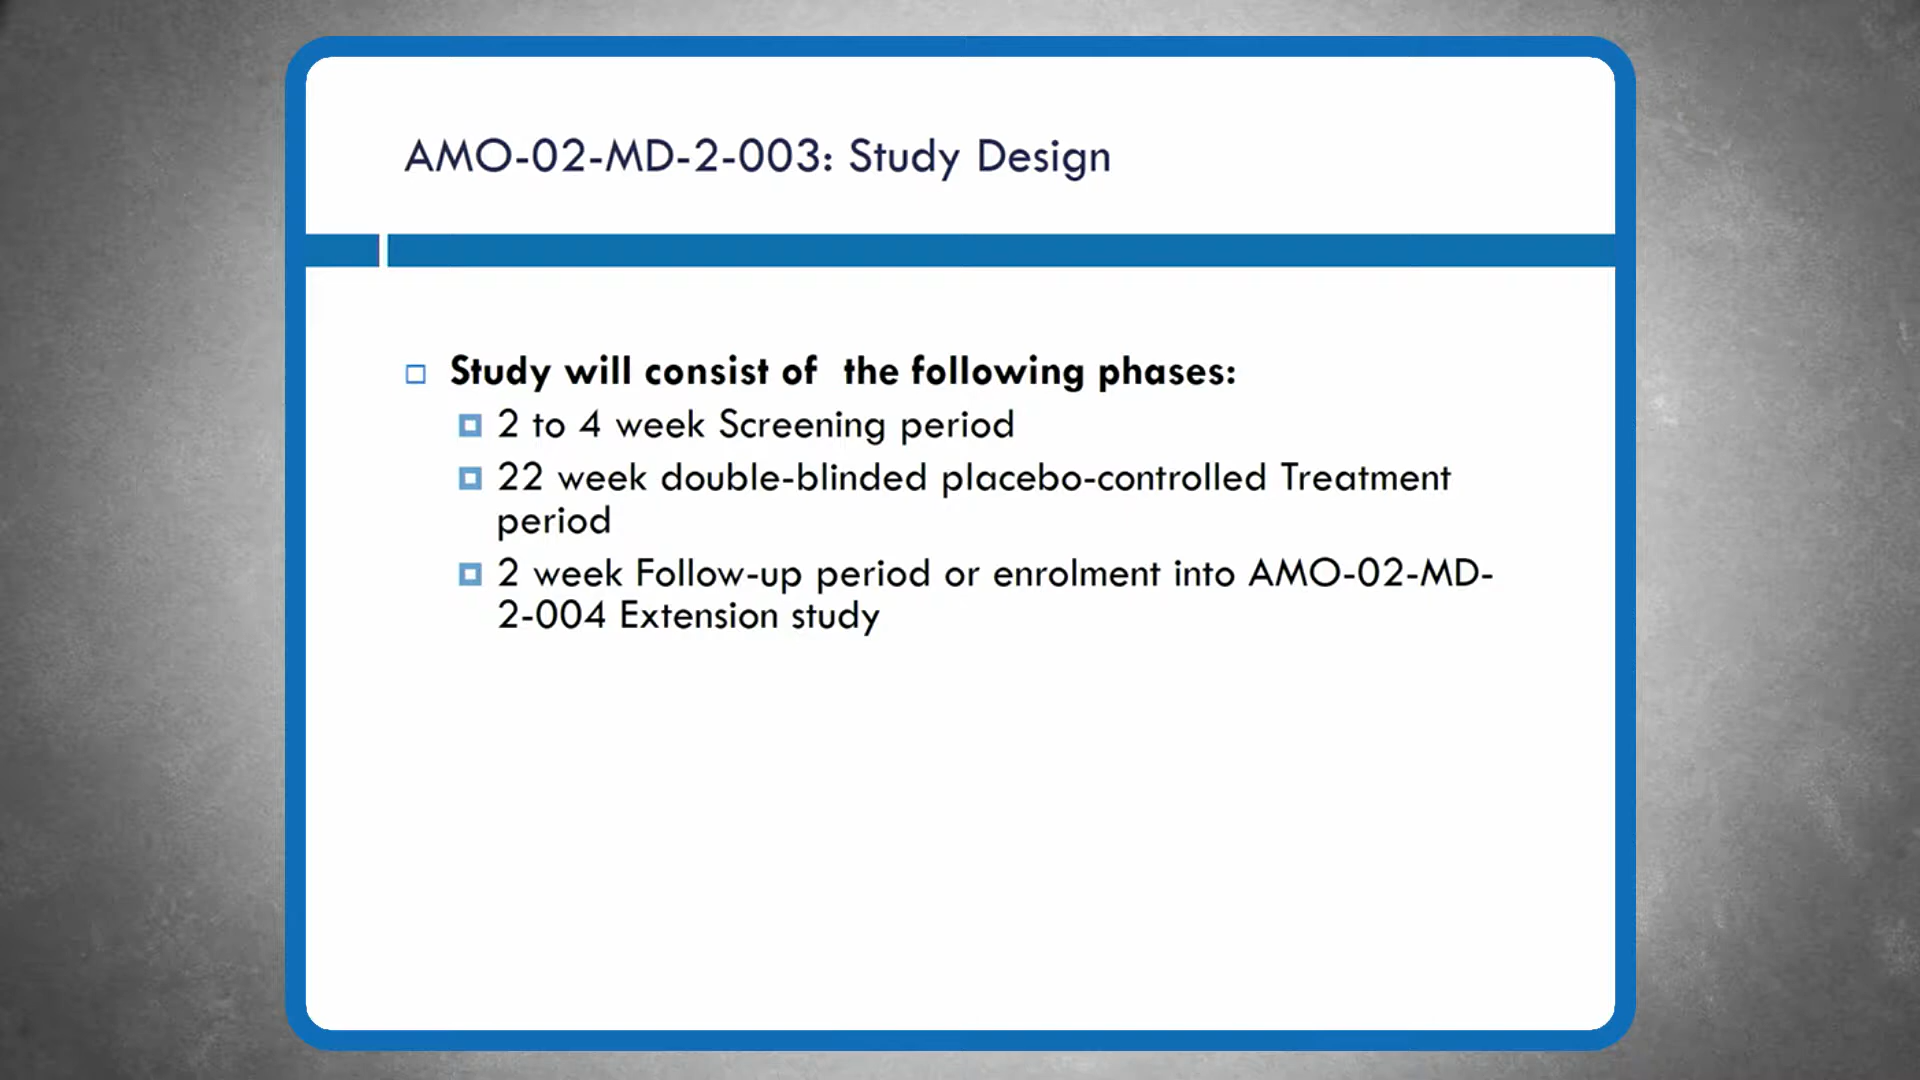 AMO-02-MD-2-003: Study Design
Study will consist of  the following phases:
2 to 4 week Screening period
22 week double-blinded placebo-controlled Treatment
period
2 week Follow-up period or enrolment into AMO-02-MD-
2-004 Extension study